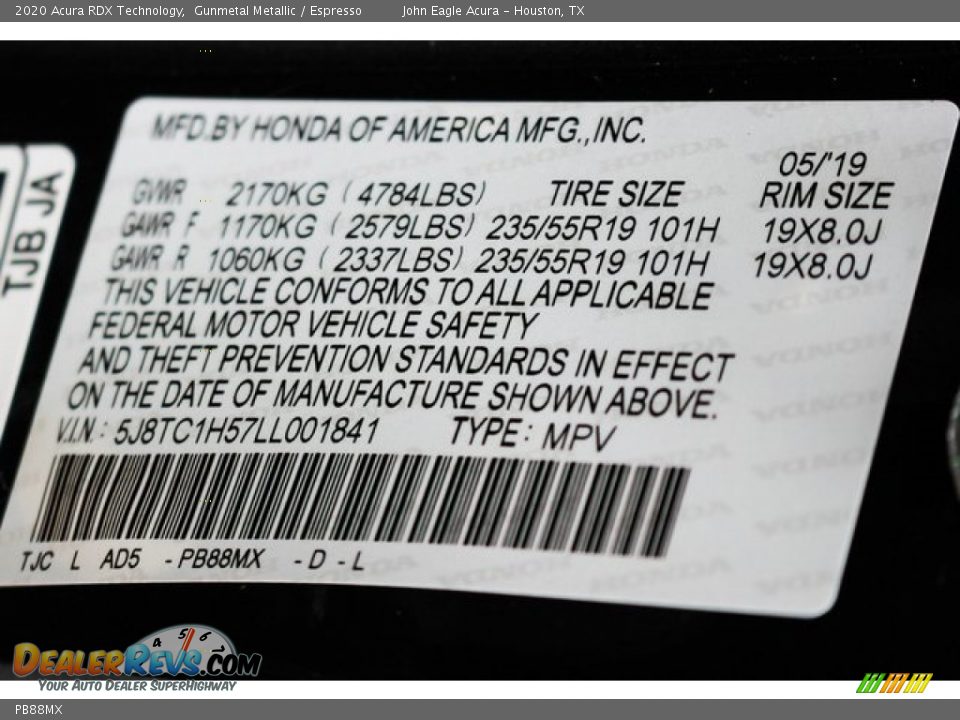 2020 Acura RDX Technology, Gunmetal Metallic / Espresso John Eagle Acura - Houston, TX
MFD.BY HONDA OF AMERICA MFG.,INC.
05/'19
GVWR 2170KG (4784LBS) TIRE SIZE RIM SIZE
GAWR F 1170KG (2579LBS) 235/55R19 101H 19X8.0J
GAWR R 1060KG (2337LBS) 235/55R19 101H 19X8.0J
THIS VEHICLE CONFORMS TO ALL APPLICABLE
FEDERAL MOTOR VEHICLE SAFETY
AND THEFT PREVENTION STANDARDS IN EFFECT
ON THE DATE OF MANUFACTURE SHOWN ABOVE.
V.I.N.: 5J8TC1H57LL001841 TYPE: MPV
TJC L AD5 -PB88MX -D-L
TJB JA
4 5 6
DEALERREVS.COM
YOUR AUTO DEALER SUPERHIGHWAY
PB88MX